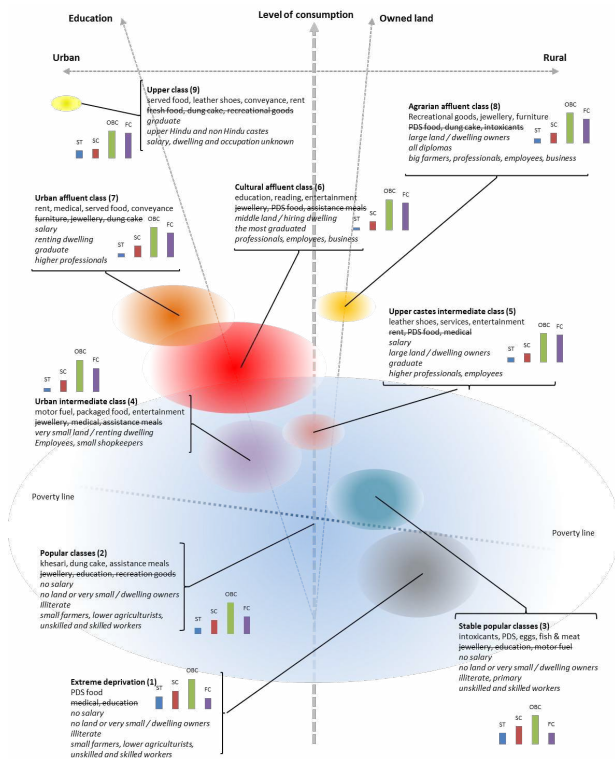 Education
Level of consumption
Owned land
Urban
Rural
Upper class (9)
served food, leather shoes, conveyance, rent
fresh food, dung cake, recreational goods
graduate
upper Hindu and non Hindu castes
salary, dwelling and occupation unknown
ST
SC
OBC
FC
Agrarian affluent class (8)
Recreational goods, jewellery, furniture
PDS food, dung cake, intoxicants
large land / dwelling owners
all diplomas
big farmers, professionals, employees, business
ST
SC
OBC
FC
Urban affluent class (7)
rent, medical, served food, conveyance
furniture, jewellery, dung cake
salary
renting dwelling
graduate
higher professionals
ST
SC
OBC
FC
Cultural affluent class (6)
education, reading, entertainment
jewellery, PDS food, assistance meals
middle land / hiring dwelling
the most graduated
professionals, employees, business
ST
SC
OBC
FC
Upper castes intermediate class (5)
leather shoes, services, entertainment
rent, PDS food, medical
salary
large land / dwelling owners
graduate
higher professionals, employees
ST
SC
OBC
FC
ST
SC
OBC
FC
Urban intermediate class (4)
motor fuel, packaged food, entertainment
jewellery, medical, assistance meals
very small land / renting dwelling
Employees, small shopkeepers
Poverty line
Poverty line
Popular classes (2)
khesari, dung cake, assistance meals
jewellery, education, recreation goods
no salary
no land or very small / dwelling owners
Illiterate
small farmers, lower agriculturists,
unskilled and skilled workers
ST
SC
OBC
FC
Stable popular classes (3)
intoxicants, PDS, eggs, fish & meat
jewellery, education, motor fuel
no salary
no land or very small / dwelling owners
illiterate, primary
unskilled and skilled workers
ST
SC
OBC
FC
Extreme deprivation (1)
PDS food
medical, education
no salary
no land or very small / dwelling owners
Illiterate
small farmers, lower agriculturists,
unskilled and skilled workers
ST
SC
OBC
FC